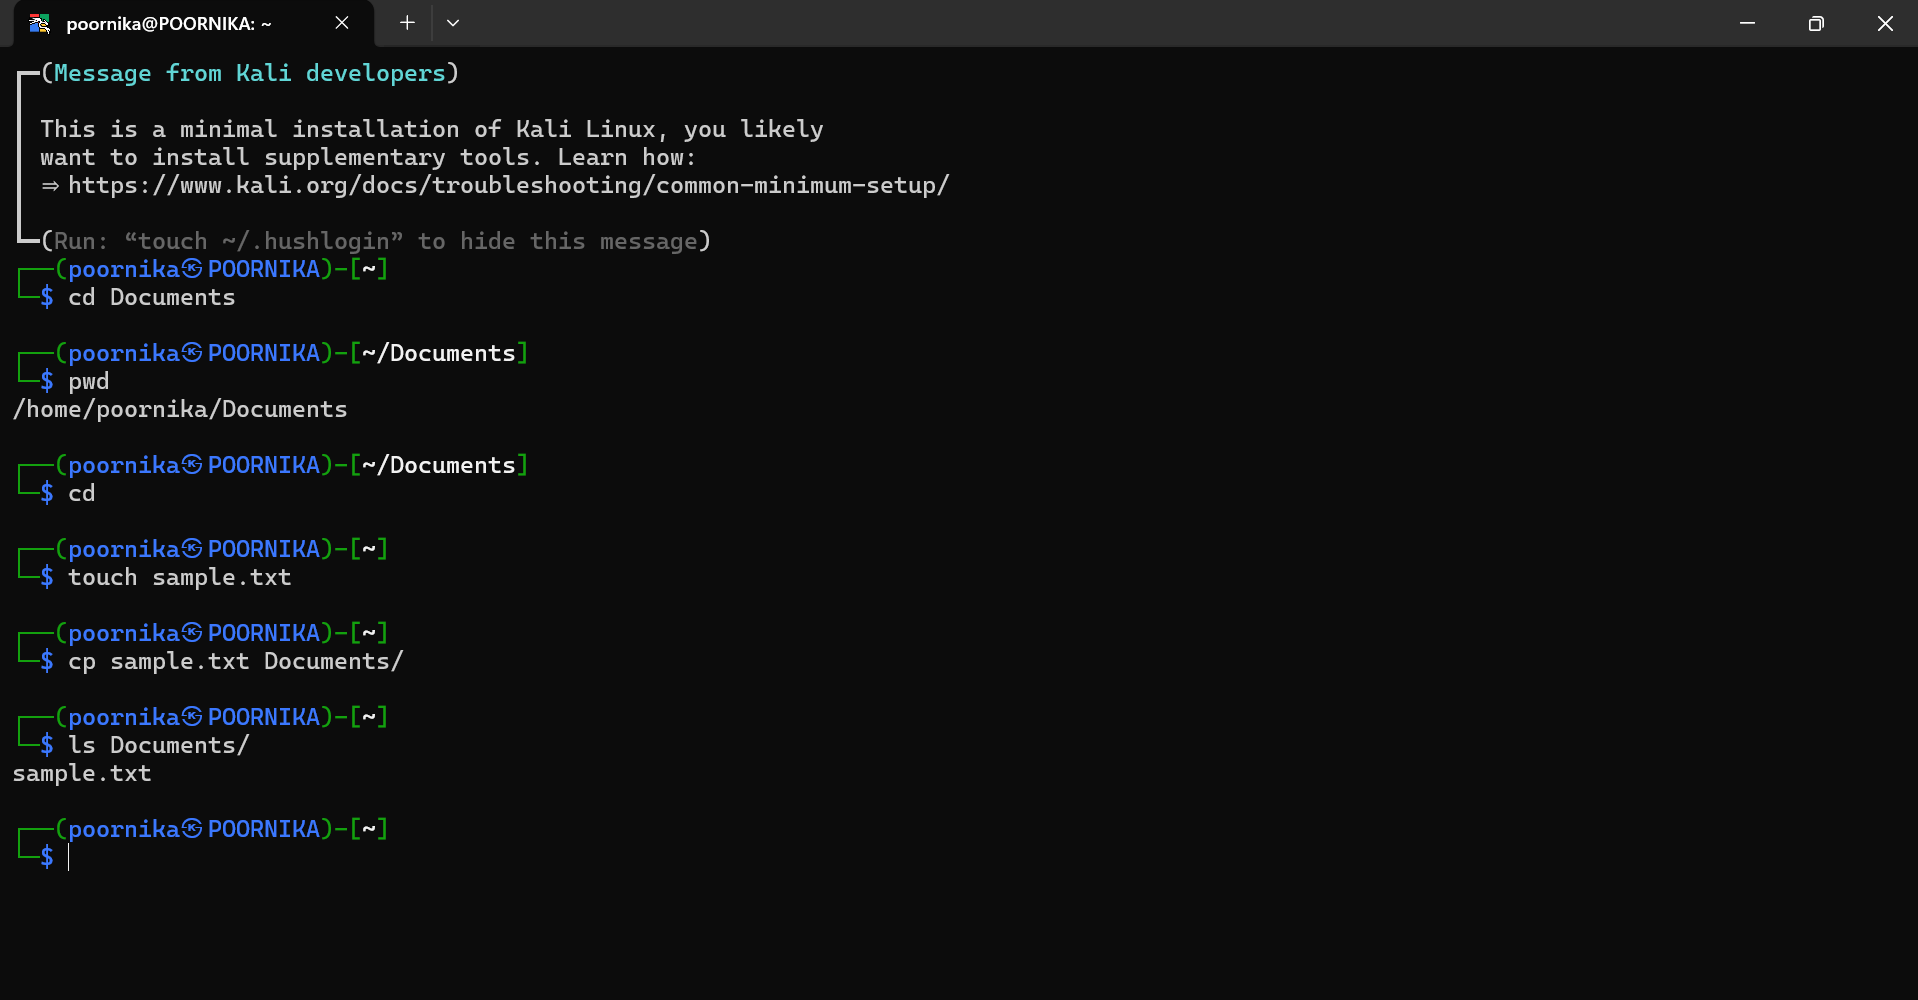 poornika@POORNIKA: ~
┌──(Message from Kali developers)
│ This is a minimal installation of Kali Linux, you likely
│ want to install supplementary tools. Learn how:
│ ⇒ https://www.kali.org/docs/troubleshooting/common-minimum-setup/
└──(Run: “touch ~/.hushlogin” to hide this message)
┌──(poornika㉿POORNIKA)-[~]
└─$ cd Documents
┌──(poornika㉿POORNIKA)-[~/Documents]
└─$ pwd
/home/poornika/Documents
┌──(poornika㉿POORNIKA)-[~/Documents]
└─$ cd
┌──(poornika㉿POORNIKA)-[~]
└─$ touch sample.txt
┌──(poornika㉿POORNIKA)-[~]
└─$ cp sample.txt Documents/
┌──(poornika㉿POORNIKA)-[~]
└─$ ls Documents/
sample.txt
┌──(poornika㉿POORNIKA)-[~]
└─$